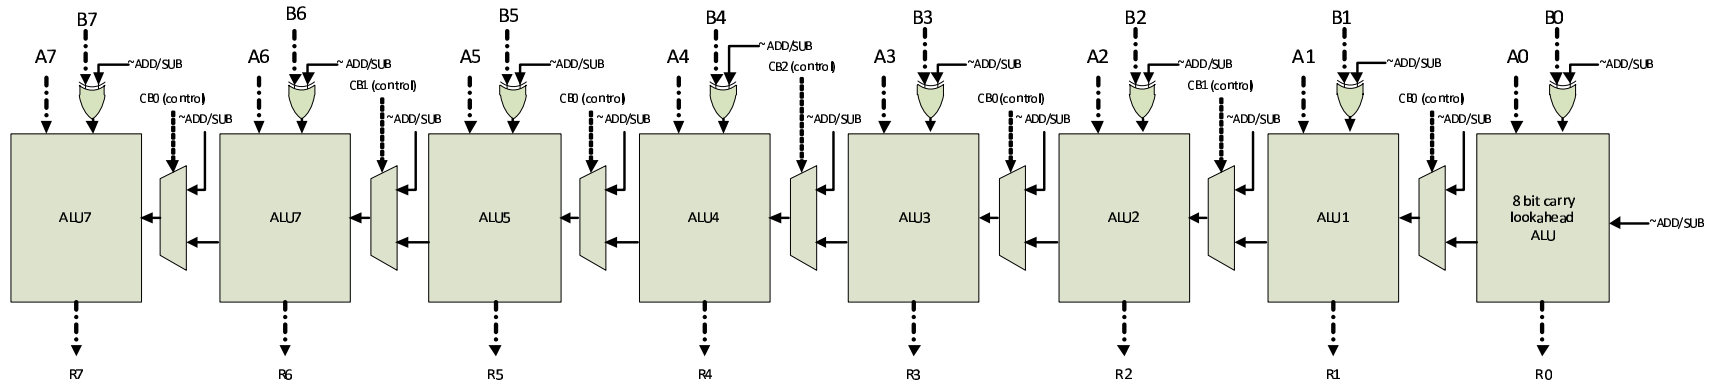 B7
B6
B5
B4
B3
B2
B1
B0
A7
A6
A5
A4
A3
A2
A1
A0
~ADD/SUB
~ADD/SUB
~ADD/SUB
~ADD/SUB
~ADD/SUB
~ADD/SUB
~ADD/SUB
~ADD/SUB
CB0 (control)
CB1 (control)
CB0 (control)
CB2 (control)
CB0 (control)
CB1 (control)
CB0 (control)
~ADD/SUB
~ADD/SUB
~ADD/SUB
~ADD/SUB
~ADD/SUB
~ADD/SUB
~ADD/SUB
ALU7
ALU7
ALU5
ALU4
ALU3
ALU2
ALU1
8 bit carry
lookahead
ALU
~ADD/SUB
R7
R6
R5
R4
R3
R2
R1
R0